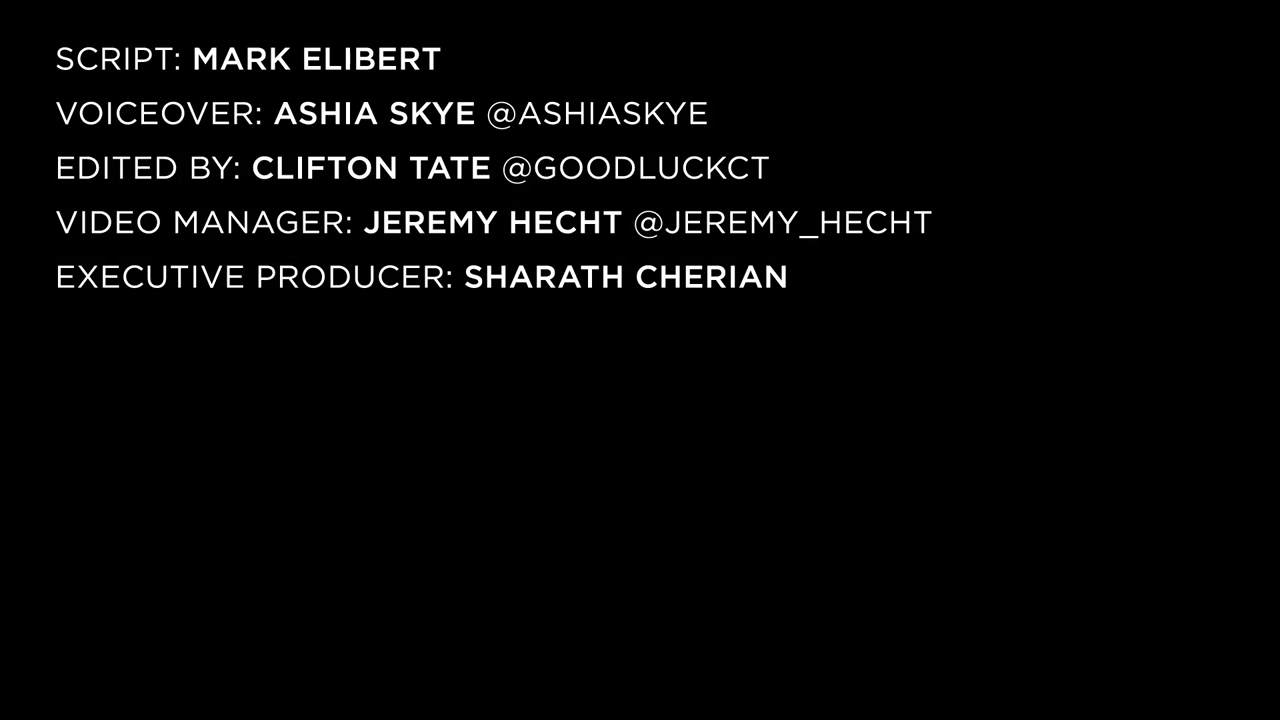 SCRIPT: MARK ELIBERT
VOICEOVER: ASHIA SKYE @ASHIASKYE
EDITED BY: CLIFTON TATE @GOODLUCKCT
VIDEO MANAGER: JEREMY HECHT @JEREMY_HECHT
EXECUTIVE PRODUCER: SHARATH CHERIAN